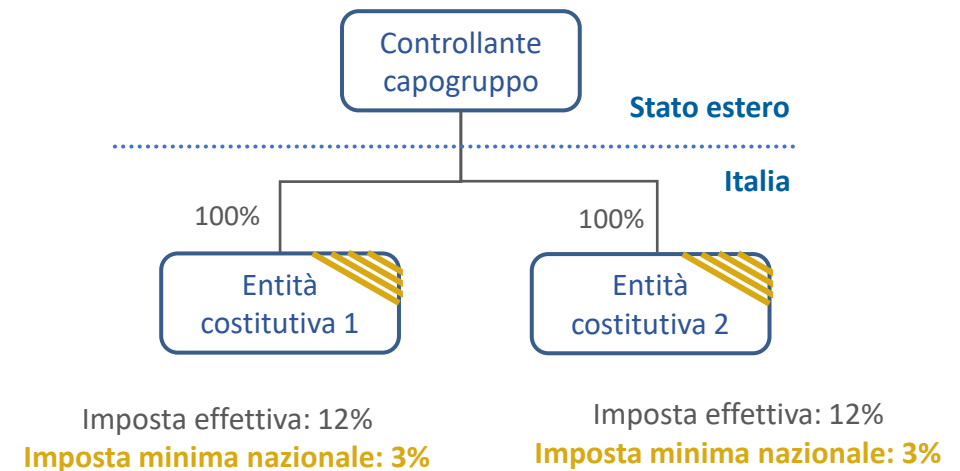 Controllante
capogruppo
Stato estero
Italia
100%
100%
Entità
costitutiva 1
Entità
costitutiva 2
Imposta effettiva: 12%
Imposta minima nazionale: 3%
Imposta effettiva: 12%
Imposta minima nazionale: 3%